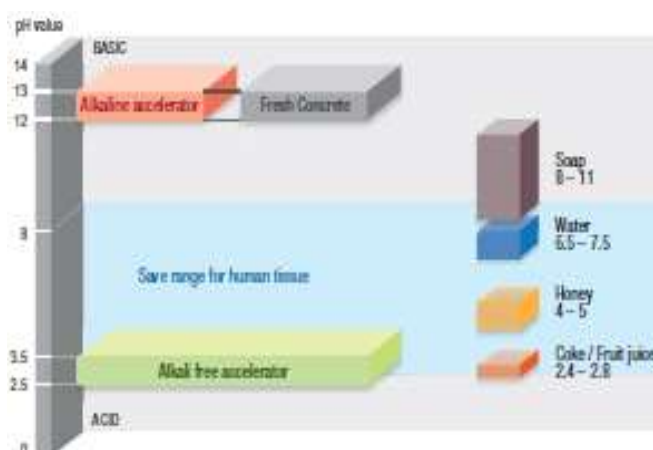 pH value
BASIC
14
13
12
Alkaline accelerator
Fresh Concrete
Soap
8 – 11
8
Water
6.5 – 7.5
Save range for human tissue
Honey
4 – 5
3.5
Alkali free accelerator
Coke / Fruit juice
2.4 – 2.8
2.5
ACID
0